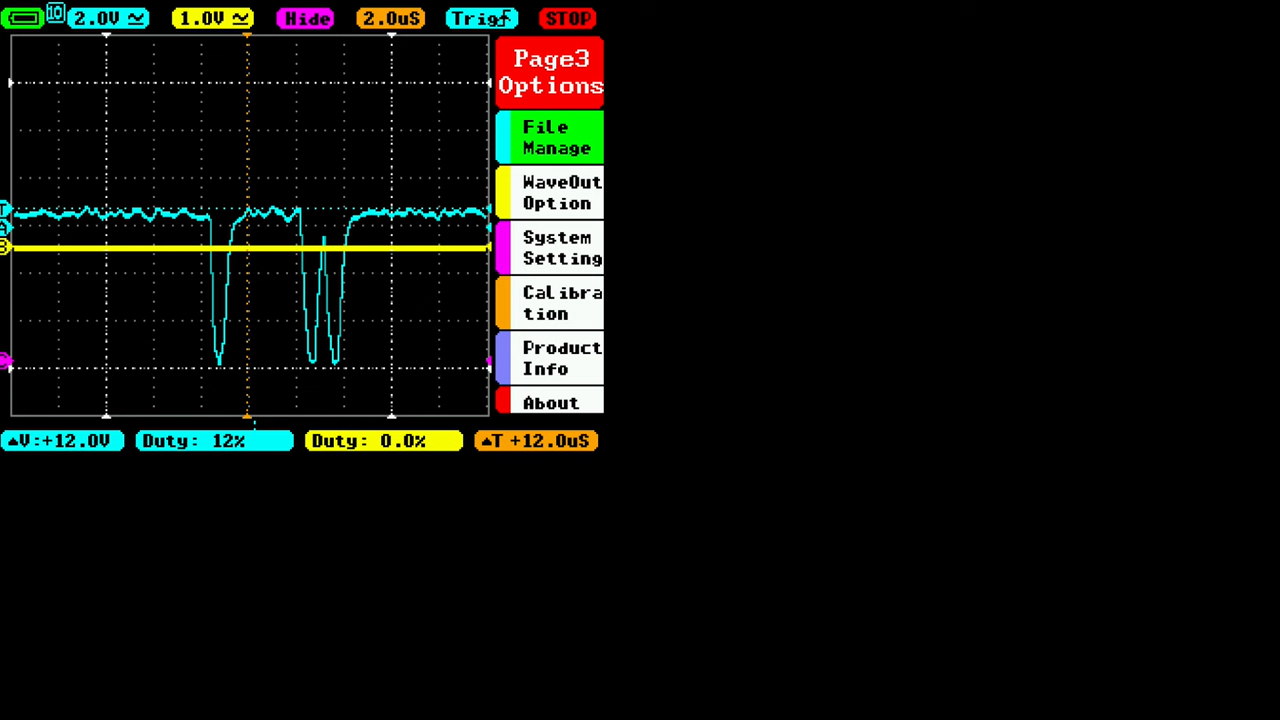 10 2.0V 1.0V Hide 2.0uS Trig STOP
Page3
Options
File
Manage
WaveOut
Option
System
Setting
Calibra
tion
Product
Info
About
T
B
▲V:+12.0V Duty: 12% Duty: 0.0% ▲T +12.0uS